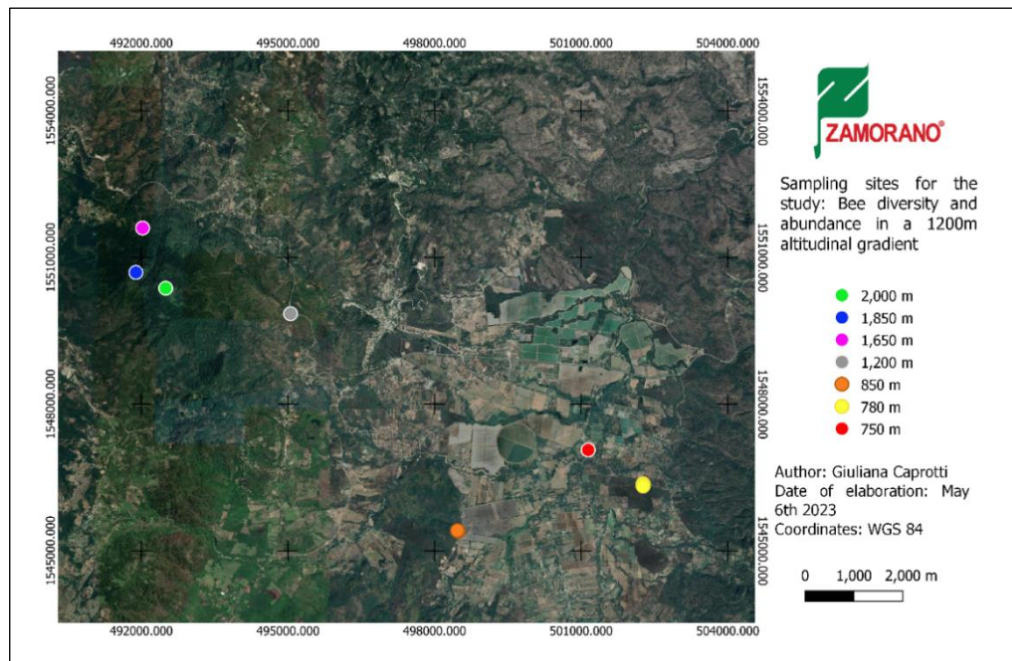 492000.000 495000.000 498000.000 501000.000 504000.000
1554000.000 1554000.000
1551000.000 1551000.000
1548000.000 1548000.000
1545000.000 1545000.000
492000.000 495000.000 498000.000 501000.000 504000.000
ZAMORANO®
Sampling sites for the
study: Bee diversity and
abundance in a 1200m
altitudinal gradient
2,000 m
1,850 m
1,650 m
1,200 m
850 m
780 m
750 m
Author: Giuliana Caprotti
Date of elaboration: May
6th 2023
Coordinates: WGS 84
0 1,000 2,000 m